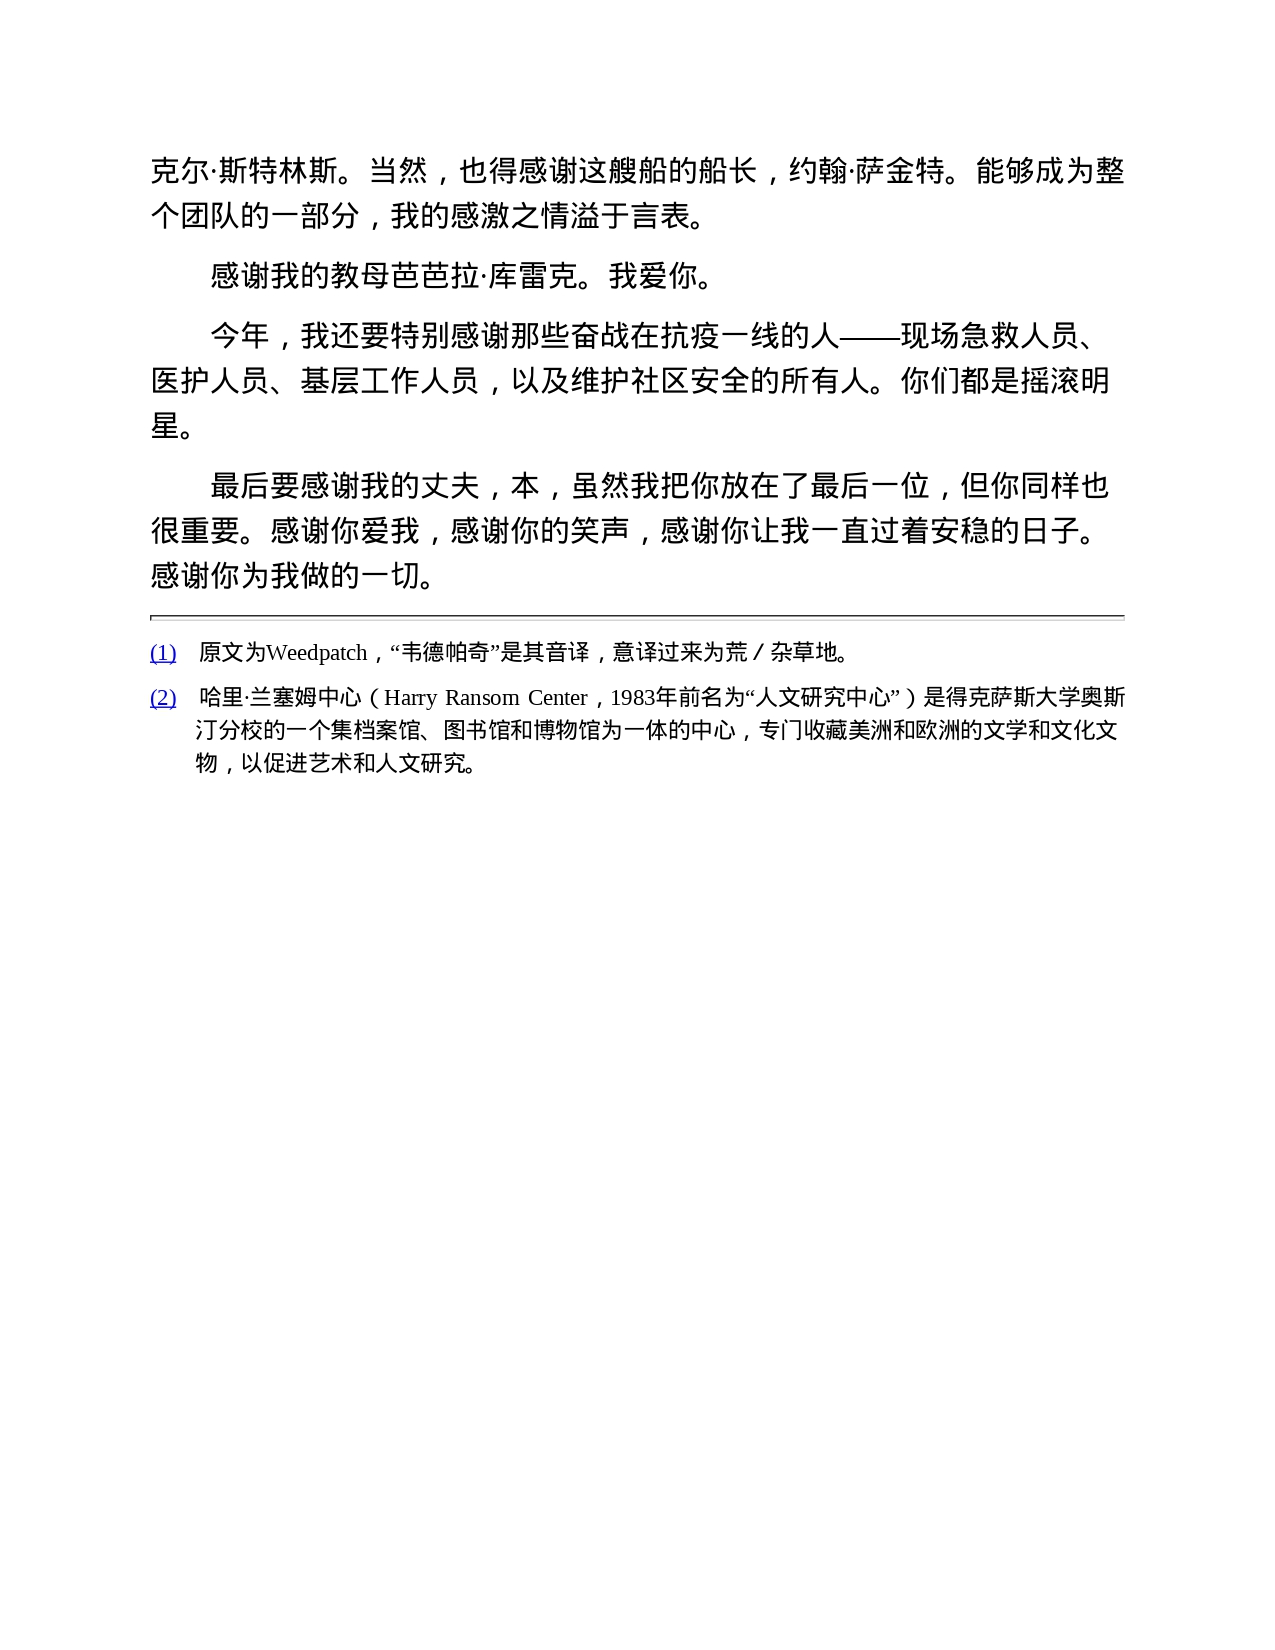 克尔·斯特林斯。当然，也得感谢这艘船的船长，约翰·萨金特。能够成为整
个团队的一部分，我的感激之情溢于言表。
感谢我的教母芭芭拉·库雷克。我爱你。
今年，我还要特别感谢那些奋战在抗疫一线的人——现场急救人员、
医护人员、基层工作人员，以及维护社区安全的所有人。你们都是摇滚明
星。
最后要感谢我的丈夫，本，虽然我把你放在了最后一位，但你同样也
很重要。感谢你爱我，感谢你的笑声，感谢你让我一直过着安稳的日子。
感谢你为我做的一切。
(1) 原文为Weedpatch，“韦德帕奇”是其音译，意译过来为荒／杂草地。
(2) 哈里·兰塞姆中心（Harry Ransom Center，1983年前名为“人文研究中心”）是得克萨斯大学奥斯
汀分校的一个集档案馆、图书馆和博物馆为一体的中心，专门收藏美洲和欧洲的文学和文化文
物，以促进艺术和人文研究。